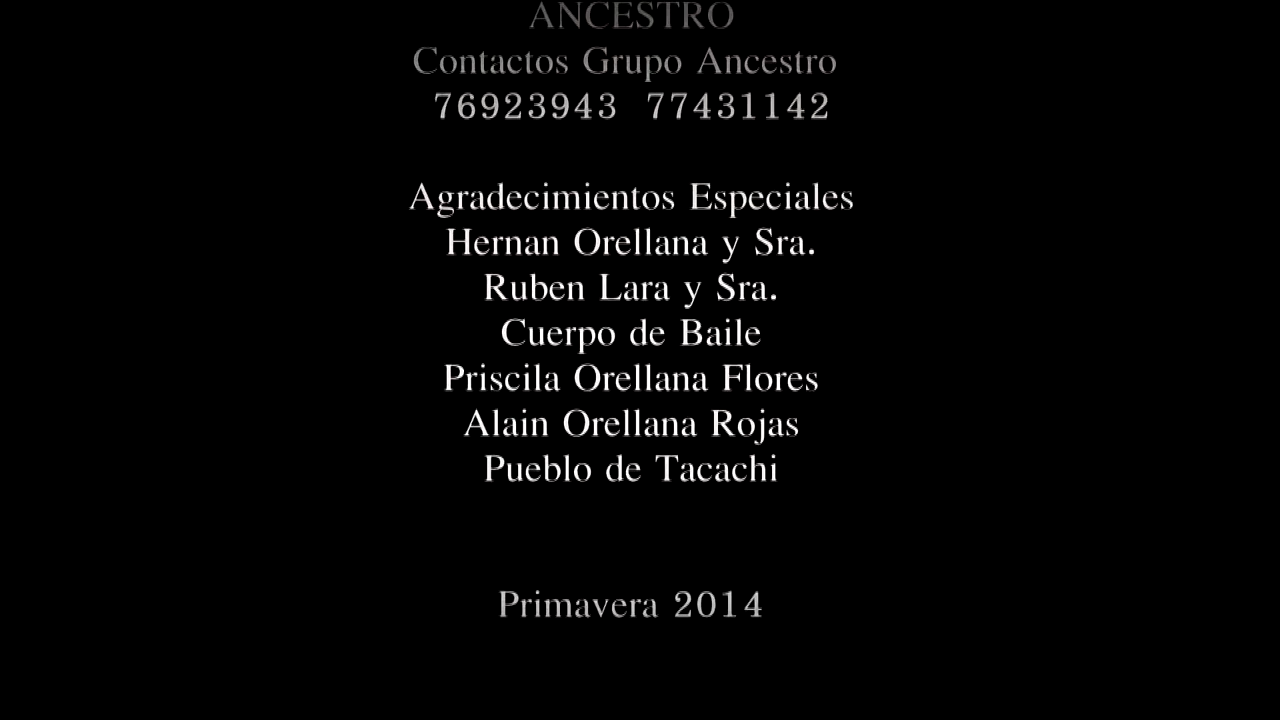 ANCESTRO
Contactos Grupo Ancestro
76923943 77431142
Agradecimientos Especiales
Hernan Orellana y Sra.
Ruben Lara y Sra.
Cuerpo de Baile
Priscila Orellana Flores
Alain Orellana Rojas
Pueblo de Tacachi
Primavera 2014